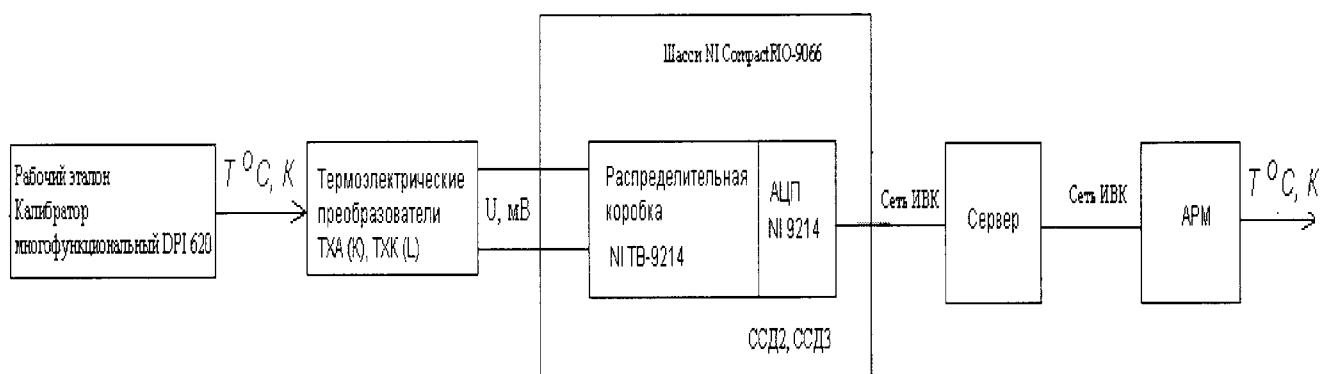 Шасси NI CompactRIO-9066
Рабочий эталон
Калибратор
многофункциональный DPI 620
T °C, K
Термоэлектрические
преобразователи
ТХА (К), ТХК (L)
U, мВ
Распределительная
коробка
NI TB-9214
АЦП
NI 9214
ССД2, ССД3
Сеть ИВК
Сервер
Сеть ИВК
АРМ
T °C, K